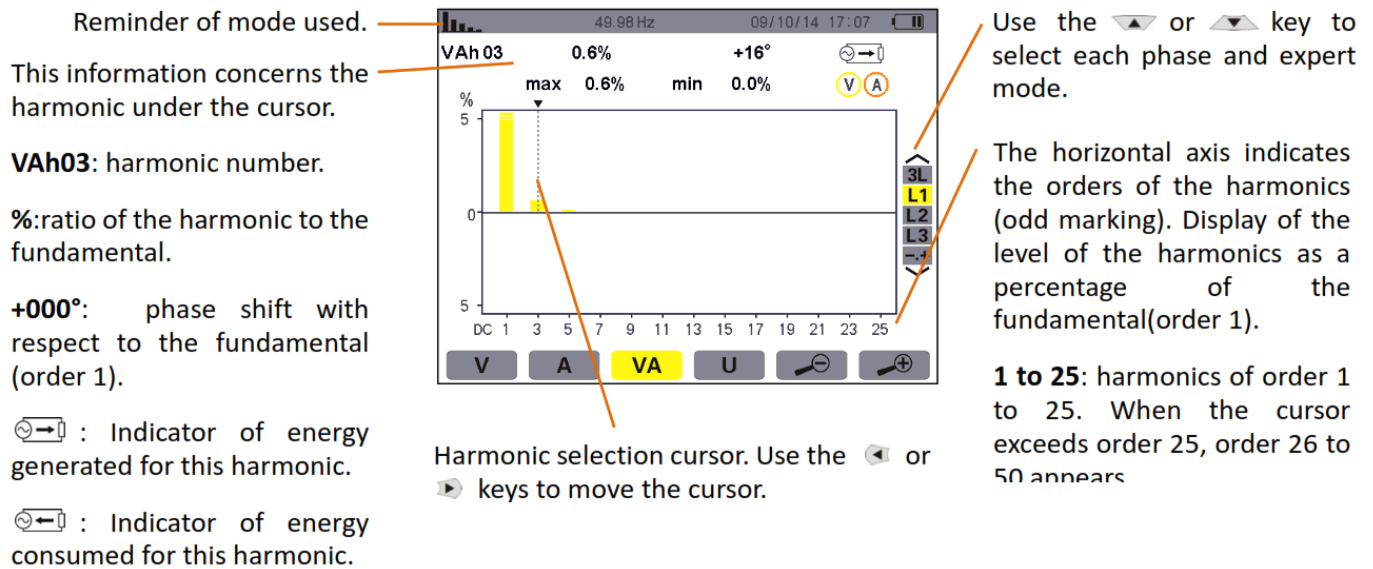 Reminder of mode used.
This information concerns the
harmonic under the cursor.
VAh03: harmonic number.
%:ratio of the harmonic to the
fundamental.
+000°: phase shift with
respect to the fundamental
(order 1).
: Indicator of energy
generated for this harmonic.
: Indicator of energy
consumed for this harmonic.
49.98 Hz 09/10/14 17:07
VAh 03 0.6% +16°
max 0.6% min 0.0% V A
%
5
0
5
DC 1 3 5 7 9 11 13 15 17 19 21 23 25
3L
L1
L2
L3
-.+
V A VA U
Harmonic selection cursor. Use the or
keys to move the cursor.
Use the or key to
select each phase and expert
mode.
The horizontal axis indicates
the orders of the harmonics
(odd marking). Display of the
level of the harmonics as a
percentage of the
fundamental(order 1).
1 to 25: harmonics of order 1
to 25. When the cursor
exceeds order 25, order 26 to
50 appears